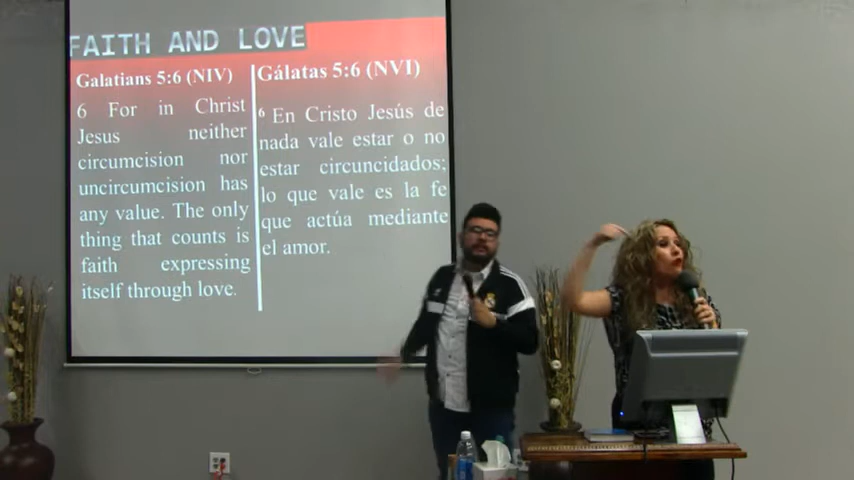 FAITH AND LOVE
Galatians 5:6 (NIV)
6 For in Christ
Jesus neither
circumcision nor
uncircumcision has
any value. The only
thing that counts is
faith expressing
itself through love.
Gálatas 5:6 (NVI)
6 En Cristo Jesús de
nada vale estar o no
estar circuncidados;
lo que vale es la fe
que actúa mediante
el amor.